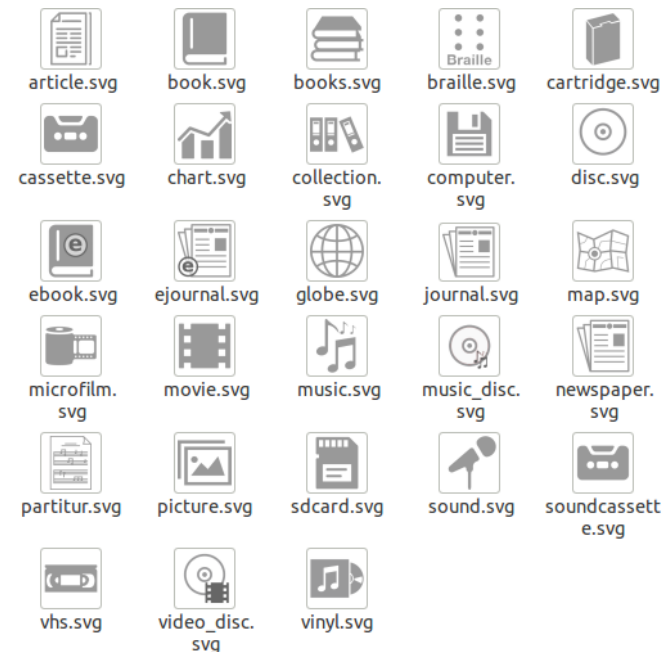 Braille
article.svg book.svg books.svg braille.svg cartridge.svg
cassette.svg chart.svg collection. computer. disc.svg
svg svg
e
e
ebook.svg ejournal.svg globe.svg journal.svg map.svg
microfilm. movie.svg music.svg music_disc. newspaper.
svg svg svg
partitur.svg picture.svg sdcard.svg sound.svg soundcassett
e.svg
vhs.svg video_disc. vinyl.svg
svg